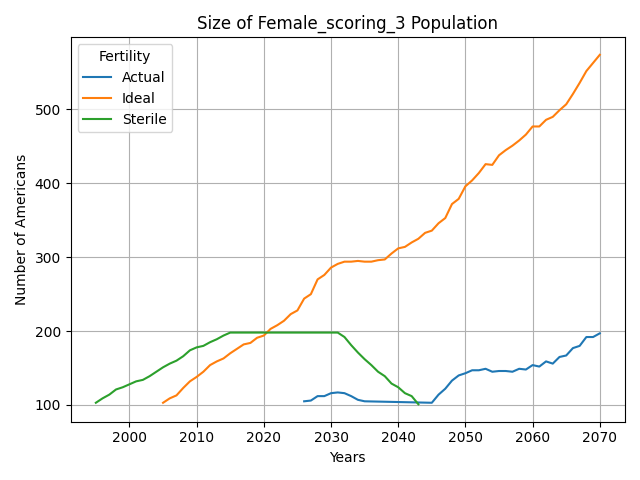 Size of Female_scoring_3 Population
Fertility
Actual
Ideal
Sterile
Number of Americans
500
400
300
200
100
2000 2010 2020 2030 2040 2050 2060 2070
Years